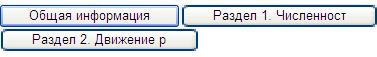 Общая информация Раздел 1. Численност
Раздел 2. Движение р